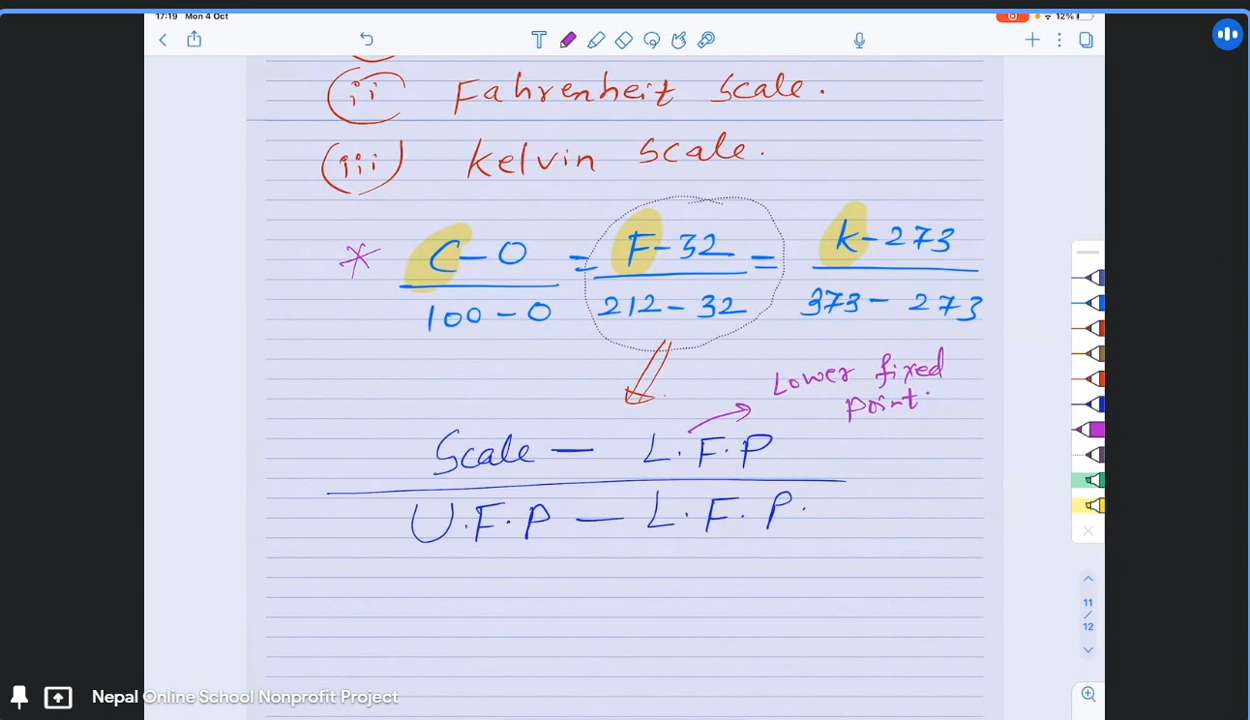 17:19 Mon 4 Oct
12%
T
(ii) Fahrenheit Scale.
(iii) Kelvin Scale.
* C-0 / 100-0 = F-32 / 212-32 = K-273 / 373-273
Lower fixed
point.
Scale — L.F.P
U.F.P — L.F.P.
11
/
12
Nepal Online School Nonprofit Project